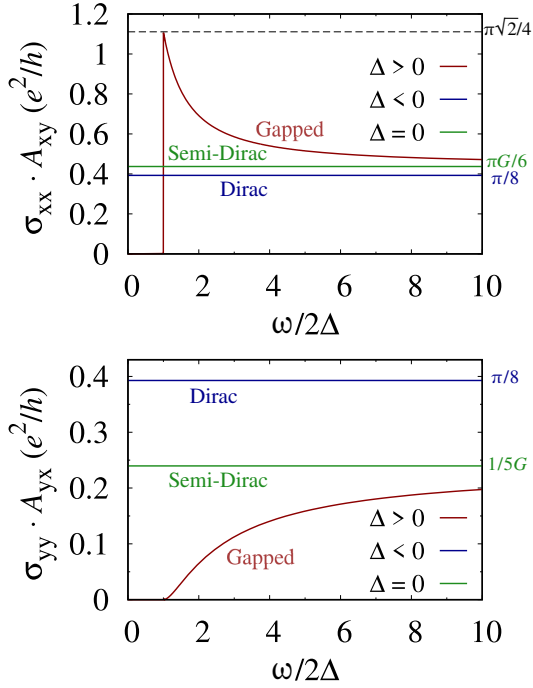 σxx · Axy (e²/h)
1.2
1
0.8
0.6
0.4
0.2
0
π√2/4
Δ > 0
Δ < 0
Δ = 0
Gapped
Semi-Dirac
Dirac
πG/6
π/8
0 2 4 6 8 10
ω/2Δ
σyy · Ayx (e²/h)
0.4
0.3
0.2
0.1
0
π/8
Dirac
1/5G
Semi-Dirac
Δ > 0
Δ < 0
Δ = 0
Gapped
0 2 4 6 8 10
ω/2Δ